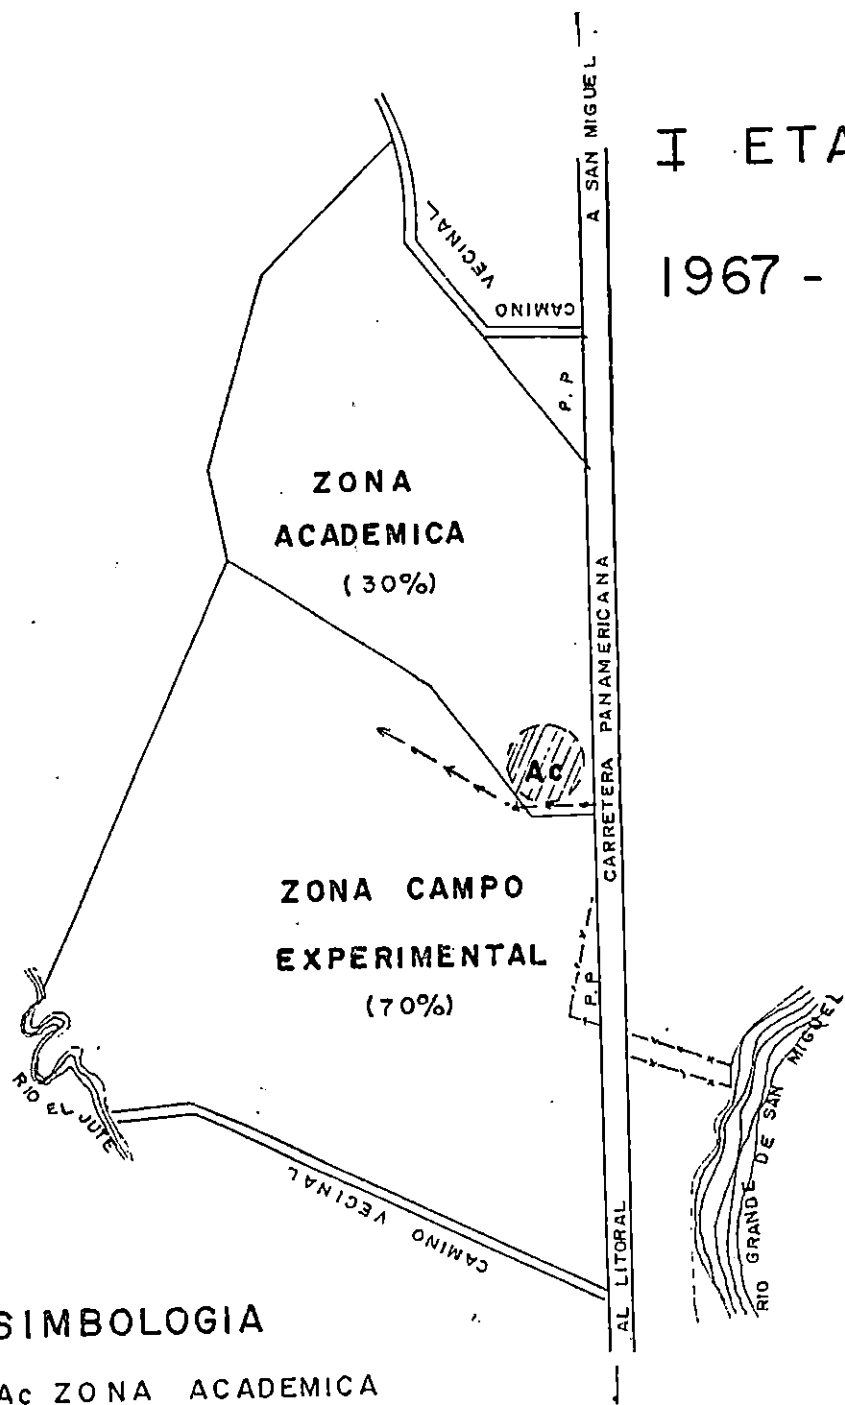 I ETA
1967 -
A SAN MIGUEL
CAMINO VECINAL
P.P
ZONA
ACADEMICA
(30%)
CARRETERA PANAMERICANA
Ac
ZONA CAMPO
EXPERIMENTAL
(70%)
P.P
RIO EL JUTE
RIO GRANDE DE SAN MIGUEL
CAMINO VECINAL
AL LITORAL
SIMBOLOGIA
Ac ZONA ACADEMICA